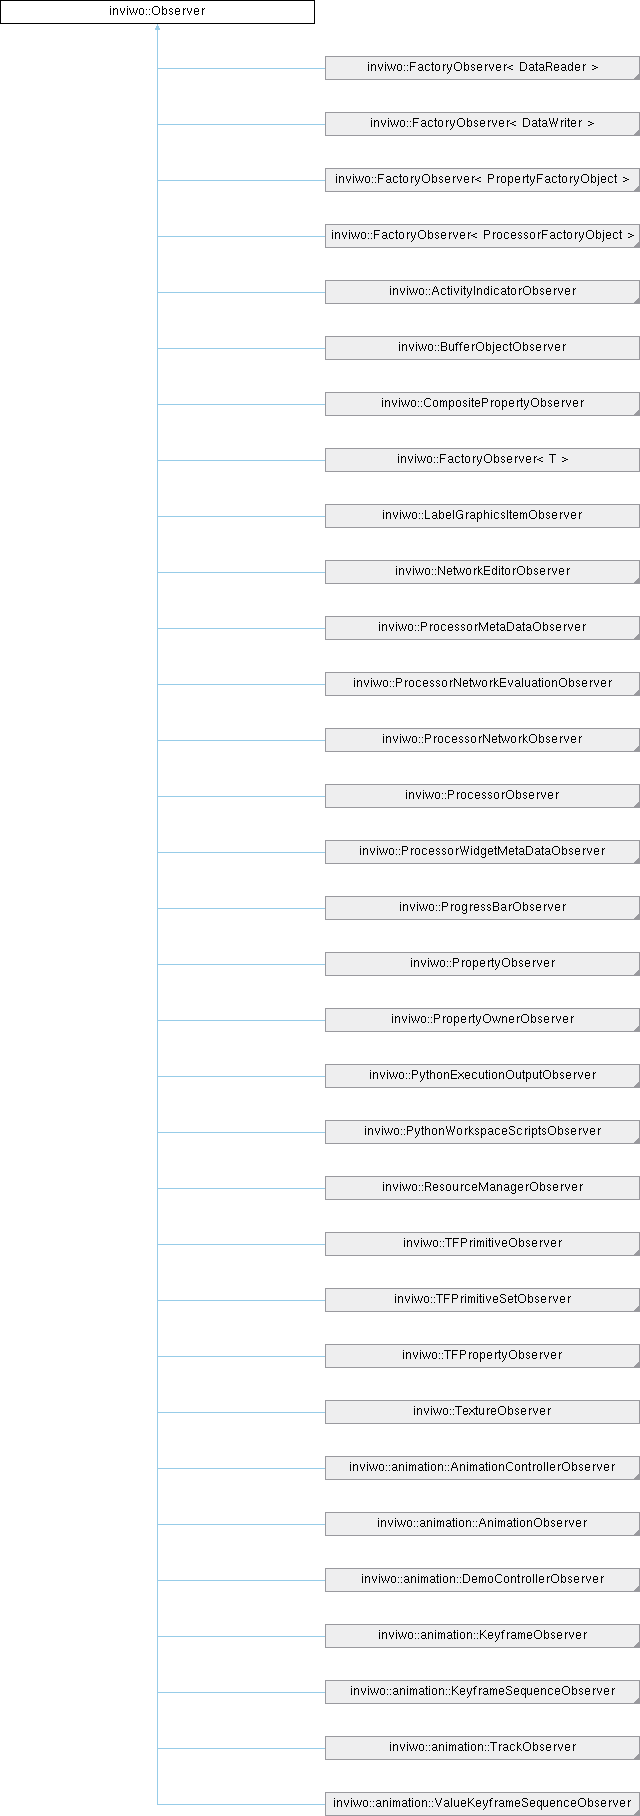 inviwo::Observer
inviwo::FactoryObserver< DataReader >
inviwo::FactoryObserver< DataWriter >
inviwo::FactoryObserver< PropertyFactoryObject >
inviwo::FactoryObserver< ProcessorFactoryObject >
inviwo::ActivityIndicatorObserver
inviwo::BufferObjectObserver
inviwo::CompositePropertyObserver
inviwo::FactoryObserver< T >
inviwo::LabelGraphicsItemObserver
inviwo::NetworkEditorObserver
inviwo::ProcessorMetaDataObserver
inviwo::ProcessorNetworkEvaluationObserver
inviwo::ProcessorNetworkObserver
inviwo::ProcessorObserver
inviwo::ProcessorWidgetMetaDataObserver
inviwo::ProgressBarObserver
inviwo::PropertyObserver
inviwo::PropertyOwnerObserver
inviwo::PythonExecutionOutputObserver
inviwo::PythonWorkspaceScriptsObserver
inviwo::ResourceManagerObserver
inviwo::TFPrimitiveObserver
inviwo::TFPrimitiveSetObserver
inviwo::TFPropertyObserver
inviwo::TextureObserver
inviwo::animation::AnimationControllerObserver
inviwo::animation::AnimationObserver
inviwo::animation::DemoControllerObserver
inviwo::animation::KeyframeObserver
inviwo::animation::KeyframeSequenceObserver
inviwo::animation::TrackObserver
inviwo::animation::ValueKeyframeSequenceObserver